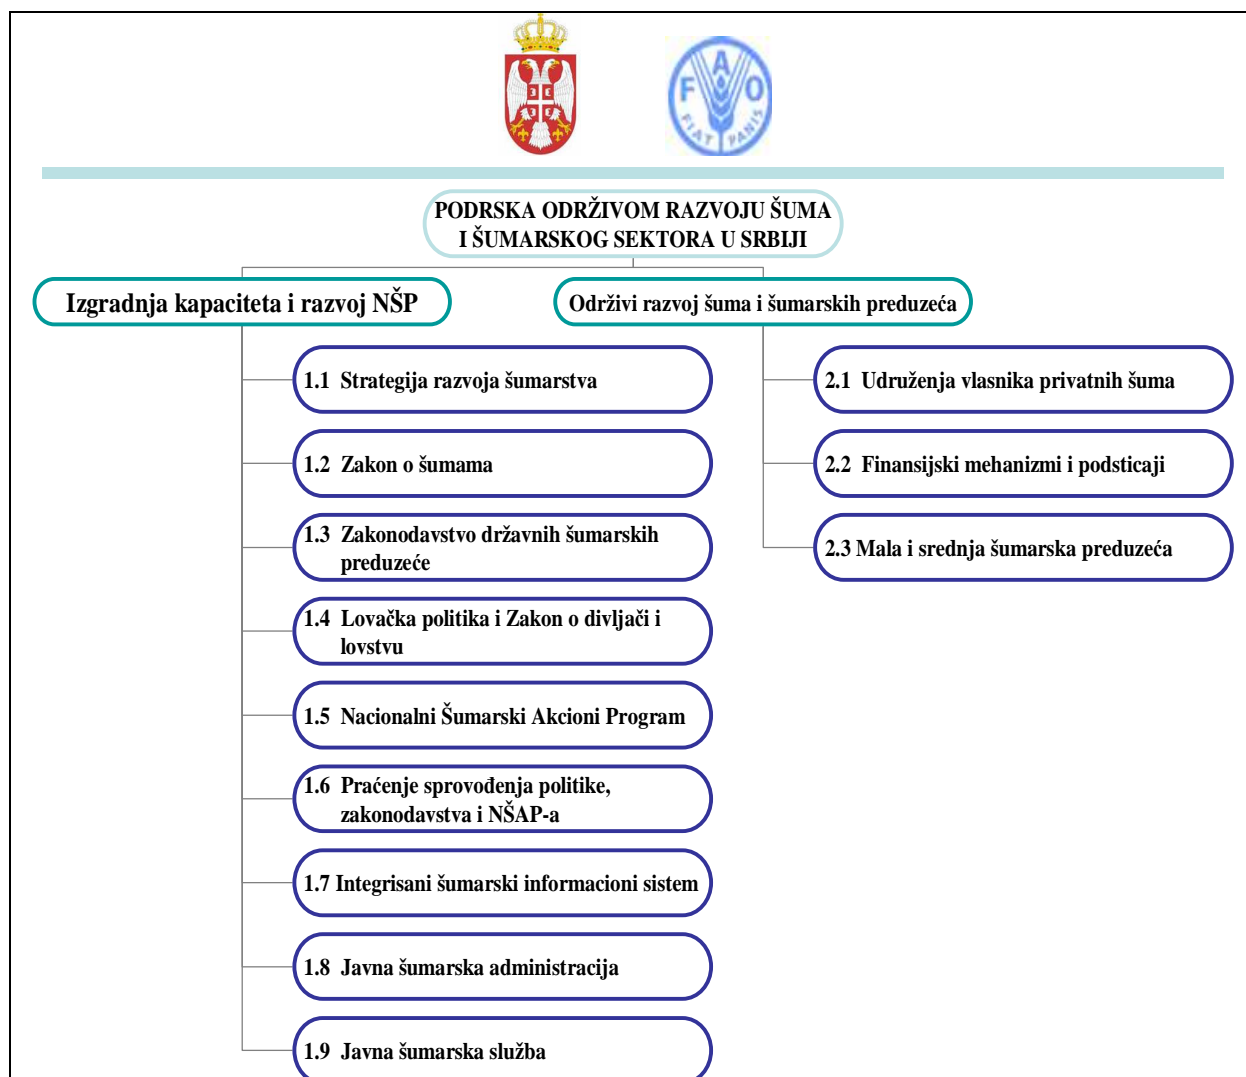 F A O
FIAT PANIS
PODRSKA ODRŽIVOM RAZVOJU ŠUMA
I ŠUMARSKOG SEKTORA U SRBIJI
Izgradnja kapaciteta i razvoj NŠP
1.1 Strategija razvoja šumarstva
1.2 Zakon o šumama
1.3 Zakonodavstvo državnih šumarskih
preduzeće
1.4 Lovačka politika i Zakon o divljači i
lovstvu
1.5 Nacionalni Šumarski Akcioni Program
1.6 Praćenje sprovođenja politike,
zakonodavstva i NŠAP-a
1.7 Integrisani šumarski informacioni sistem
1.8 Javna šumarska administracija
1.9 Javna šumarska služba
Održivi razvoj šuma i šumarskih preduzeća
2.1 Udruženja vlasnika privatnih šuma
2.2 Finansijski mehanizmi i podsticaji
2.3 Mala i srednja šumarska preduzeća